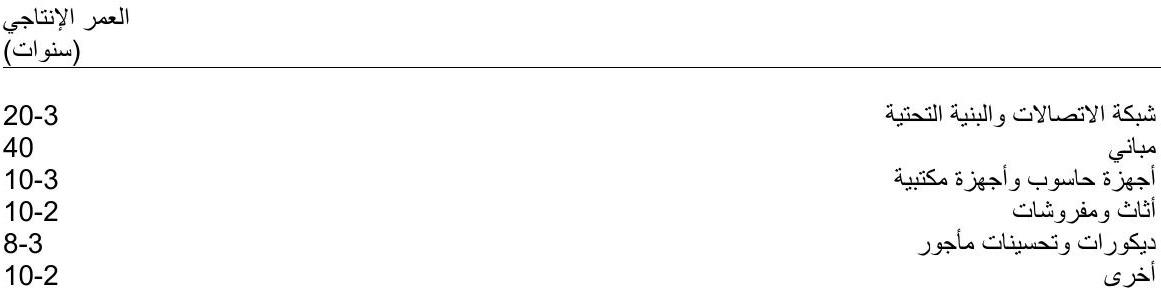 العمر الإنتاجي
(سنوات)
شبكة الاتصالات والبنية التحتية 20-3
مباني 40
أجهزة حاسوب وأجهزة مكتبية 10-3
أثاث ومفروشات 10-2
ديكورات وتحسينات مأجور 8-3
أخرى 10-2